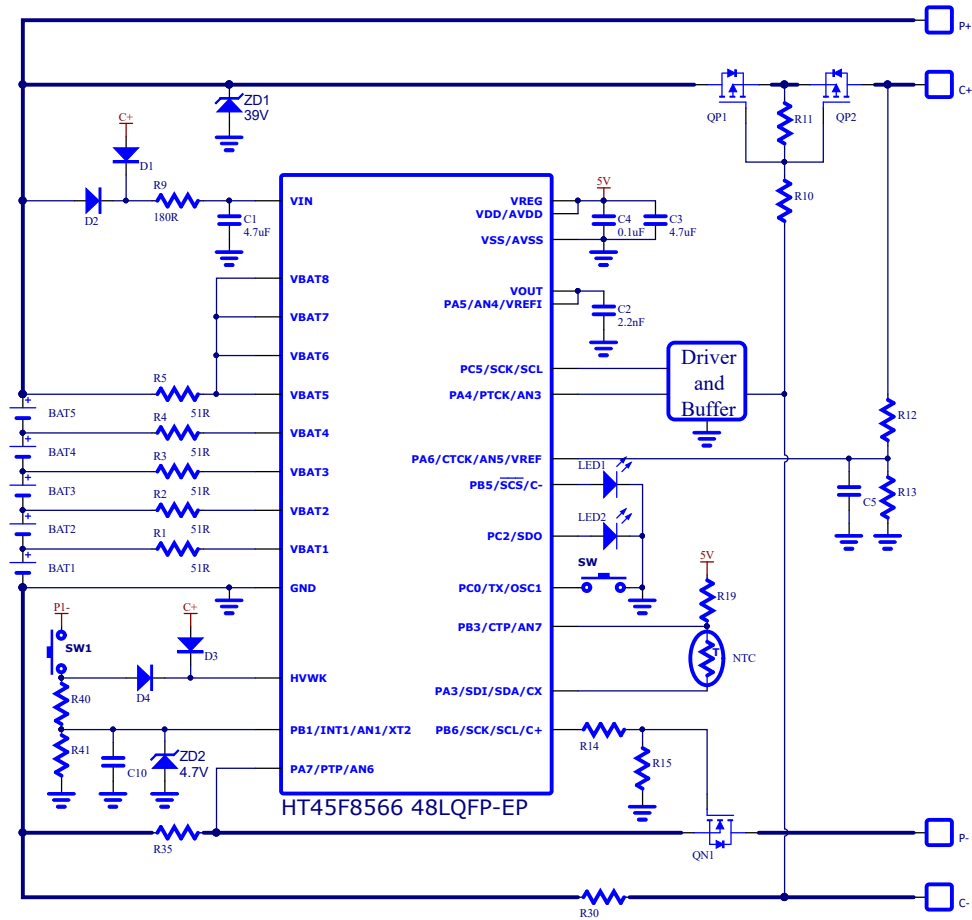 P+
C+
ZD1
39V
QP1
R11
QP2
C+
D1
R9
R10
D2
180R
C1
4.7uF
VIN
VREG
VDD/AVDD
VSS/AVSS
5V
C4
0.1uF
C3
4.7uF
VBAT8
VBAT7
VBAT6
VBAT5
VBAT4
VBAT3
VBAT2
VBAT1
GND
VOUT
PA5/AN4/VREFI
C2
2.2nF
PC5/SCK/SCL
PA4/PTCK/AN3
Driver
and
Buffer
R5
51R
R4
51R
R3
51R
R2
51R
R1
51R
+
BAT5
+
BAT4
+
BAT3
+
BAT2
+
BAT1
R12
PA6/CTCK/AN5/VREF
LED1
PB5/SCS/C-
C5
R13
LED2
PC2/SDO
SW
PC0/TX/OSC1
5V
R19
PB3/CTP/AN7
T
NTC
PA3/SDI/SDA/CX
P1-
C+
SW1
D3
HVWK
R40
D4
PB1/INT1/AN1/XT2
PB6/SCK/SCL/C+
R14
R41
C10
ZD2
4.7V
R15
PA7/PTP/AN6
HT45F8566 48LQFP-EP
R35
QN1
P-
R30
C-